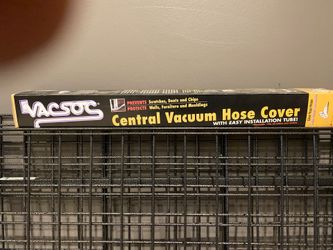 VACSOC
PREVENTS Scratches, Dents and Chips
PROTECTS Walls, Furniture and Mouldings
Central Vacuum Hose Cover
WITH EASY INSTALLATION TUBE!